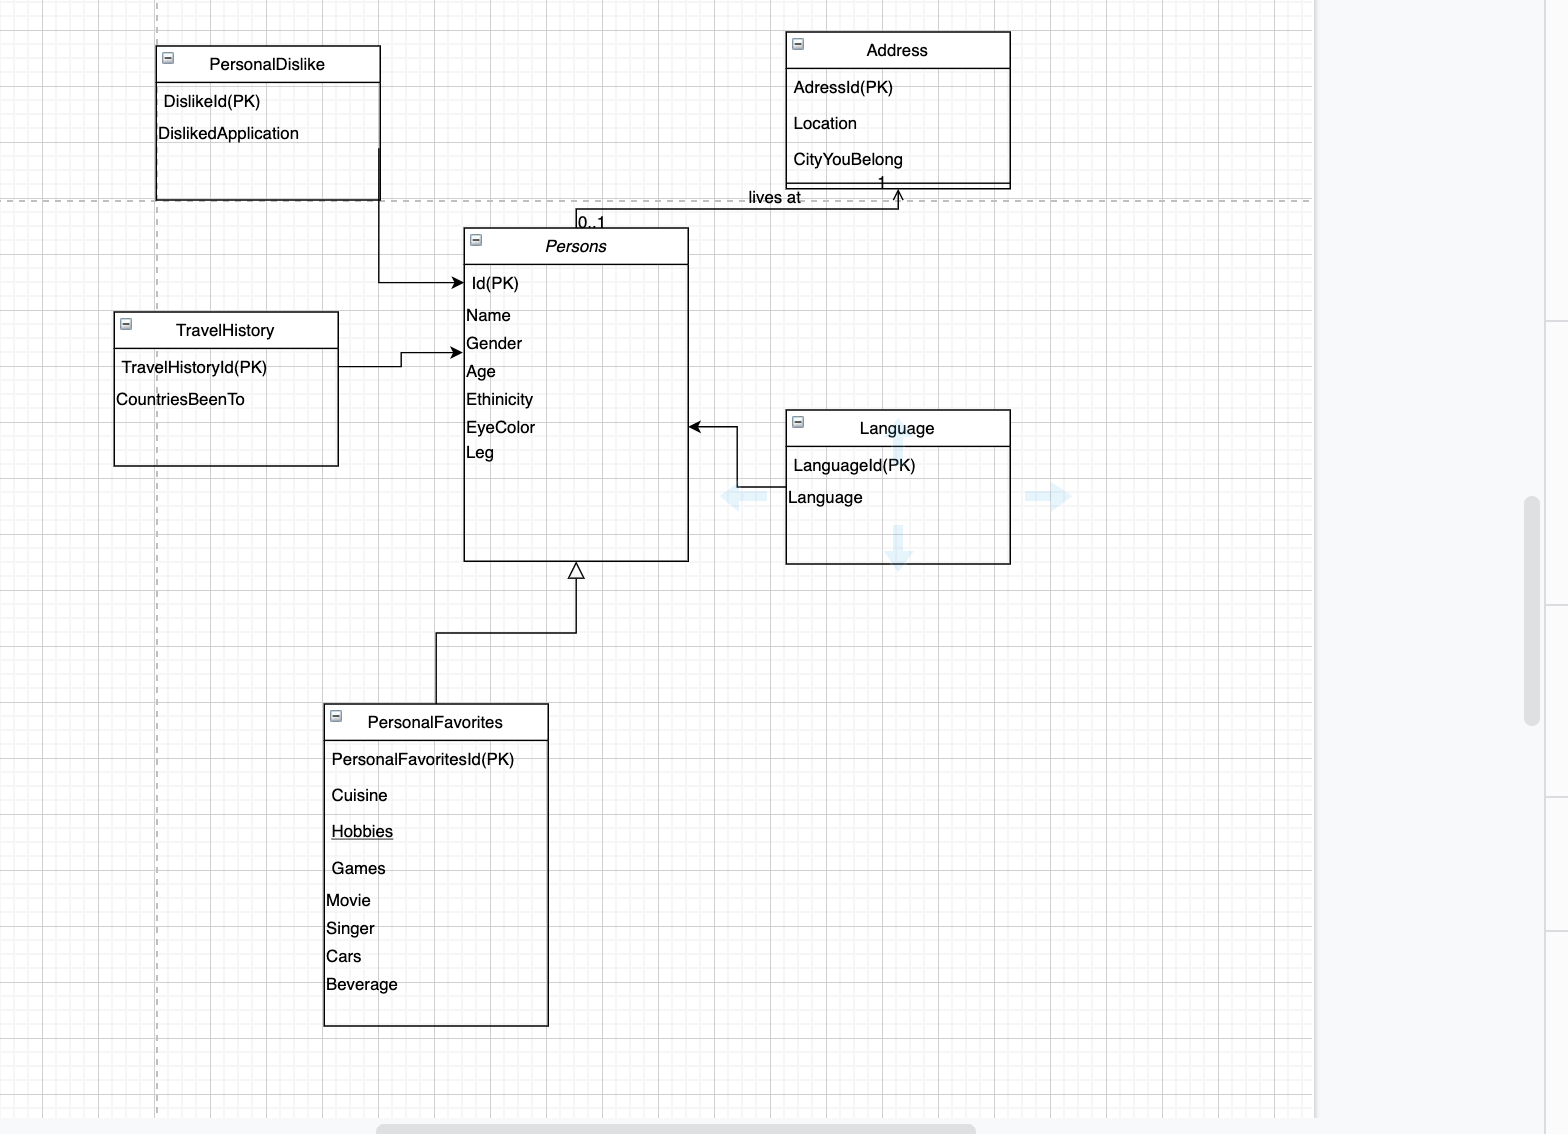 PersonalDislike
DislikeId(PK)
DislikedApplication
Address
AdressId(PK)
Location
CityYouBelong
1
lives at
0..1
Persons
Id(PK)
Name
Gender
Age
Ethinicity
EyeColor
Leg
TravelHistory
TravelHistoryId(PK)
CountriesBeenTo
Language
LanguageId(PK)
Language
PersonalFavorites
PersonalFavoritesId(PK)
Cuisine
Hobbies
Games
Movie
Singer
Cars
Beverage